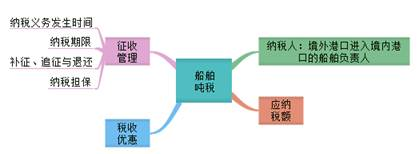 船舶
吨税
纳税人：境外港口进入境内港
口的船舶负责人
应纳
税额
征收
管理
纳税义务发生时间
纳税期限
补征、追征与退还
纳税担保
税收
优惠